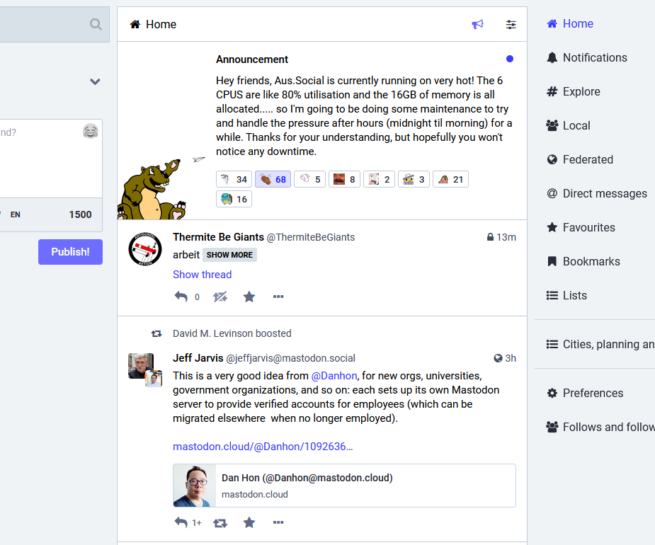 nd?
EN
1500
Publish!
Home
Announcement
Hey friends, Aus.Social is currently running on very hot! The 6
CPUS are like 80% utilisation and the 16GB of memory is all
allocated..... so I'm going to be doing some maintenance to try
and handle the pressure after hours (midnight til morning) for a
while. Thanks for your understanding, but hopefully you won't
notice any downtime.
34 68 5 8 2 3 21
16
Thermite Be Giants @ThermiteBeGiants 13m
arbeit SHOW MORE
Show thread
0
David M. Levinson boosted
Jeff Jarvis @jeffjarvis@mastodon.social 3h
This is a very good idea from @Danhon, for new orgs, universities,
government organizations, and so on: each sets up its own Mastodon
server to provide verified accounts for employees (which can be
migrated elsewhere when no longer employed).
mastodon.cloud/@Danhon/1092636...
Dan Hon (@Danhon@mastodon.cloud)
mastodon.cloud
1+
Home
Notifications
Explore
Local
Federated
Direct messages
Favourites
Bookmarks
Lists
Cities, planning an
Preferences
Follows and follow